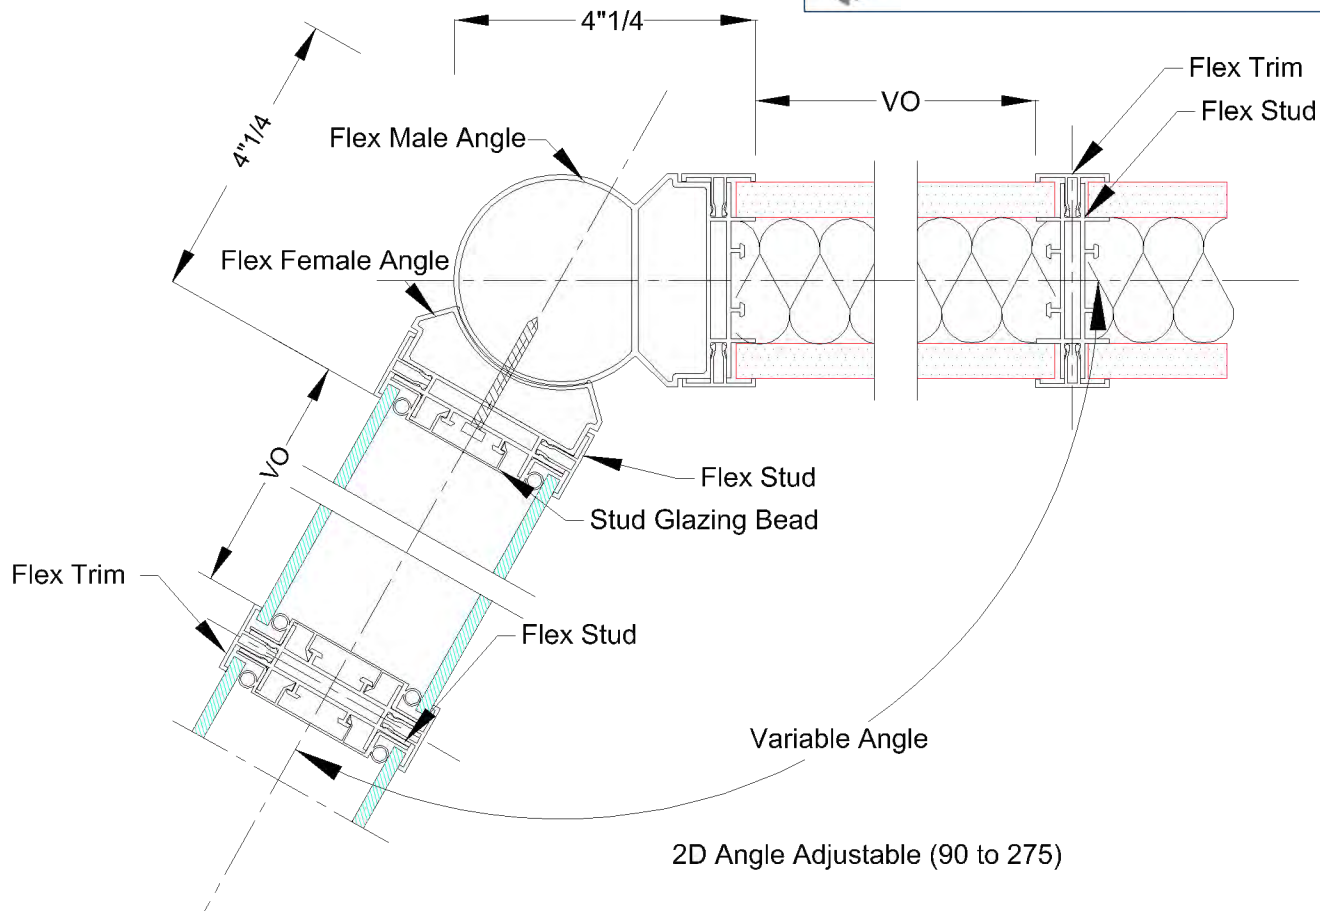 4"1/4
Flex Trim
VO
Flex Stud
4"1/4
Flex Male Angle
Flex Female Angle
VO
Flex Stud
Stud Glazing Bead
Flex Trim
Flex Stud
Variable Angle
2D Angle Adjustable (90 to 275)